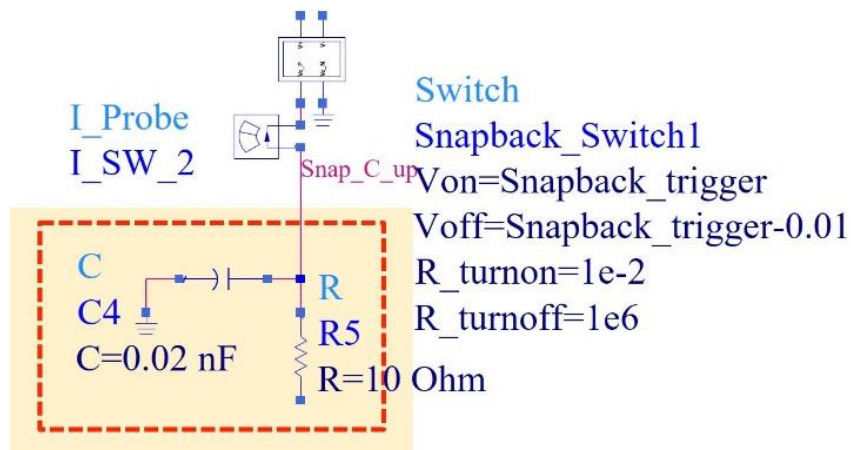 I_Probe
I_SW_2
Snap_C_up
Switch
Snapback_Switch1
Von=Snapback_trigger
Voff=Snapback_trigger-0.01
R_turnon=1e-2
R_turnoff=1e6
C
C4
C=0.02 nF
R
R5
R=10 Ohm